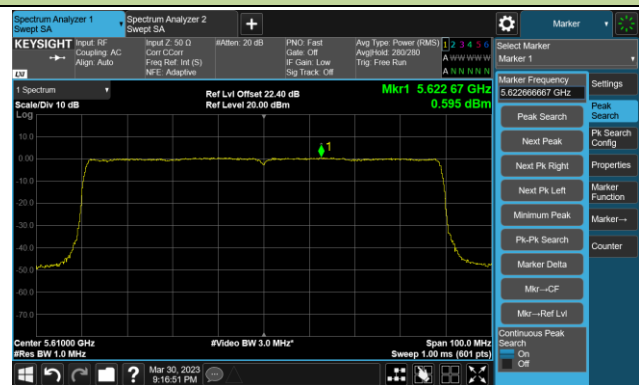 Spectrum Analyzer 1
Swept SA
Spectrum Analyzer 2
Swept SA
+
Marker
KEYSIGHT
Input: RF
Coupling: AC
Align: Auto
Input Z: 50 Ω
Corr CCorr
Freq Ref: Int (S)
NFE: Adaptive
#Atten: 20 dB
PNO: Fast
Gate: Off
IF Gain: Low
Sig Track: Off
Avg Type: Power (RMS)
Avg|Hold: 280/280
Trig: Free Run
1 2 3 4 5 6
A W W W W W
A N N N N N
Select Marker
Marker 1
LXI
1 Spectrum
Scale/Div 10 dB
Log
Ref Lvl Offset 22.40 dB
Ref Level 20.00 dBm
Mkr1 5.622 67 GHz
0.595 dBm
10.0
0.00
-10.0
-20.0
-30.0
-40.0
-50.0
-60.0
-70.0
1
Center 5.61000 GHz
#Res BW 1.0 MHz
#Video BW 3.0 MHz*
Span 100.0 MHz
Sweep 1.00 ms (601 pts)
Marker Frequency
5.622666667 GHz
Peak Search
Next Peak
Next Pk Right
Next Pk Left
Minimum Peak
Pk-Pk Search
Marker Delta
Mkr→CF
Mkr→Ref Lvl
Continuous Peak
Search
On
Off
Settings
Peak
Search
Pk Search
Config
Properties
Marker
Function
Marker→
Counter
?
Mar 30, 2023
9:16:51 PM